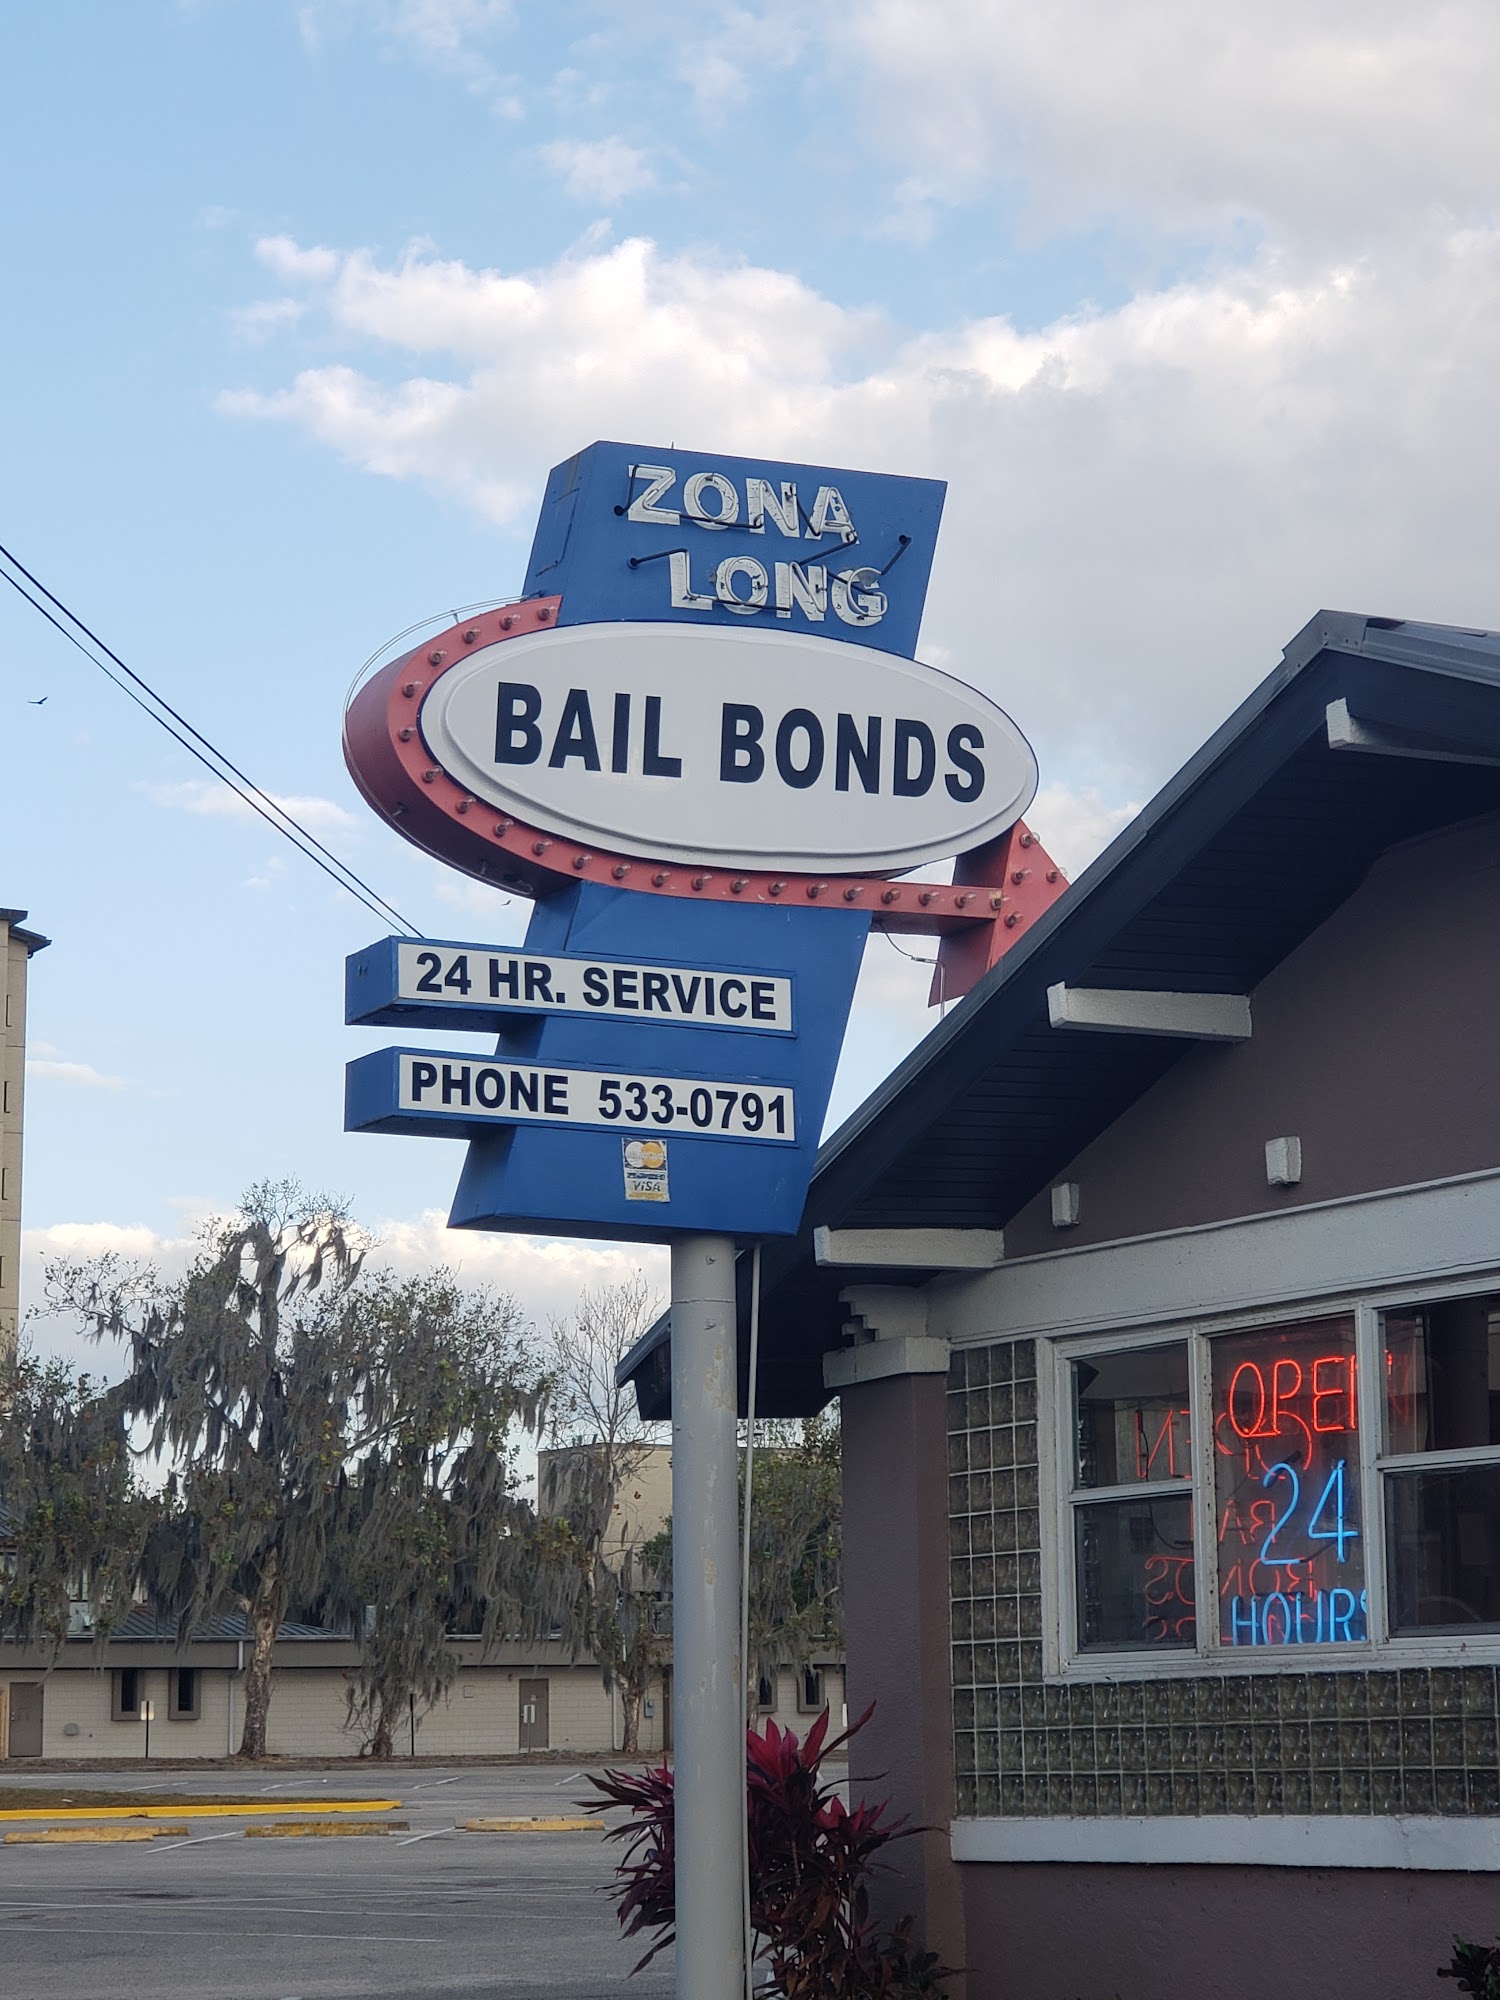 ZONA
LONG
BAIL BONDS
24 HR. SERVICE
PHONE 533-0791
VISA
OPEN
24
HOURS